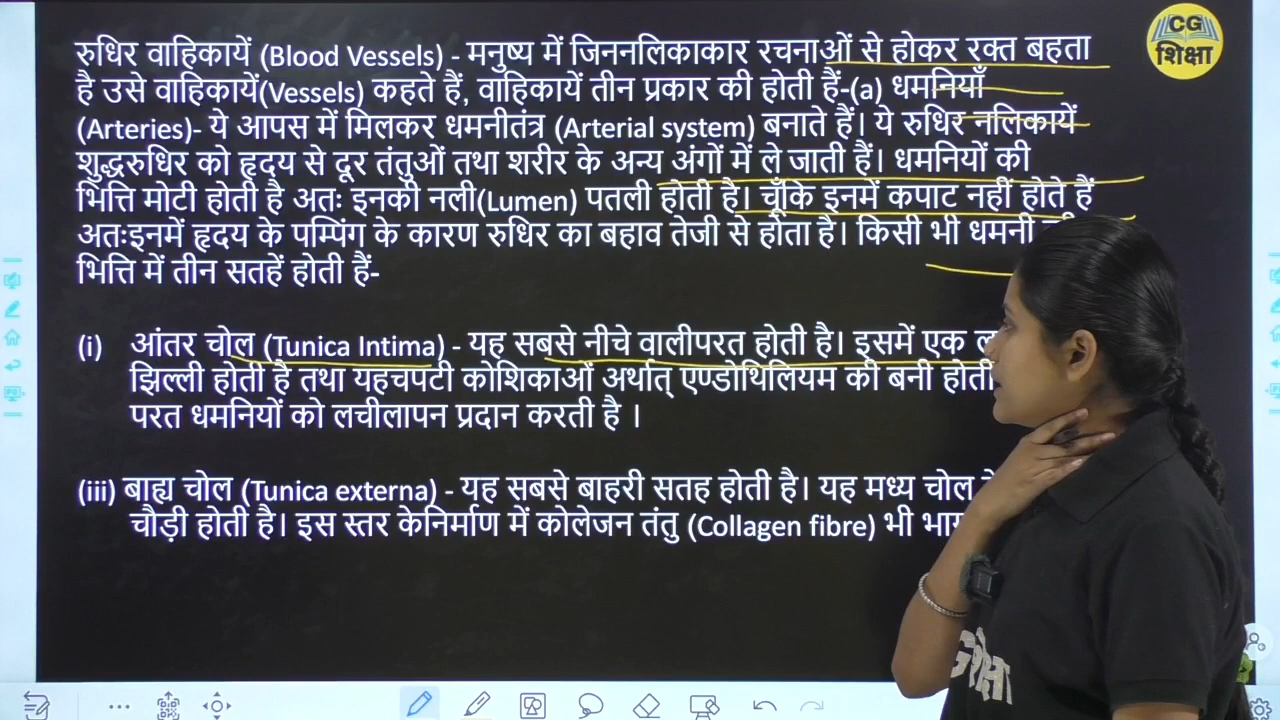 CG
शिक्षा
रुधिर वाहिकायें (Blood Vessels) - मनुष्य में जिननलिकाकार रचनाओं से होकर रक्त बहता
है उसे वाहिकायें(Vessels) कहते हैं, वाहिकायें तीन प्रकार की होती हैं-(a) धमनियाँ
(Arteries)- ये आपस में मिलकर धमनीतंत्र (Arterial system) बनाते हैं। ये रुधिर नलिकायें
शुद्धरुधिर को हृदय से दूर तंतुओं तथा शरीर के अन्य अंगों में ले जाती हैं। धमनियों की
भित्ति मोटी होती है अतः इनकी नली(Lumen) पतली होती है। चूँकि इनमें कपाट नहीं होते हैं
अतःइनमें हृदय के पम्पिंग के कारण रुधिर का बहाव तेजी से होता है। किसी भी धमनी
भित्ति में तीन सतहें होती हैं-
(i) आंतर चोल (Tunica Intima) - यह सबसे नीचे वालीपरत होती है। इसमें एक
झिल्ली होती है तथा यहचपटी कोशिकाओं अर्थात् एण्डोथिलियम की बनी होती
परत धमनियों को लचीलापन प्रदान करती है ।
(iii) बाह्य चोल (Tunica externa) - यह सबसे बाहरी सतह होती है। यह मध्य चोल
चौड़ी होती है। इस स्तर केनिर्माण में कोलेजन तंतु (Collagen fibre) भी